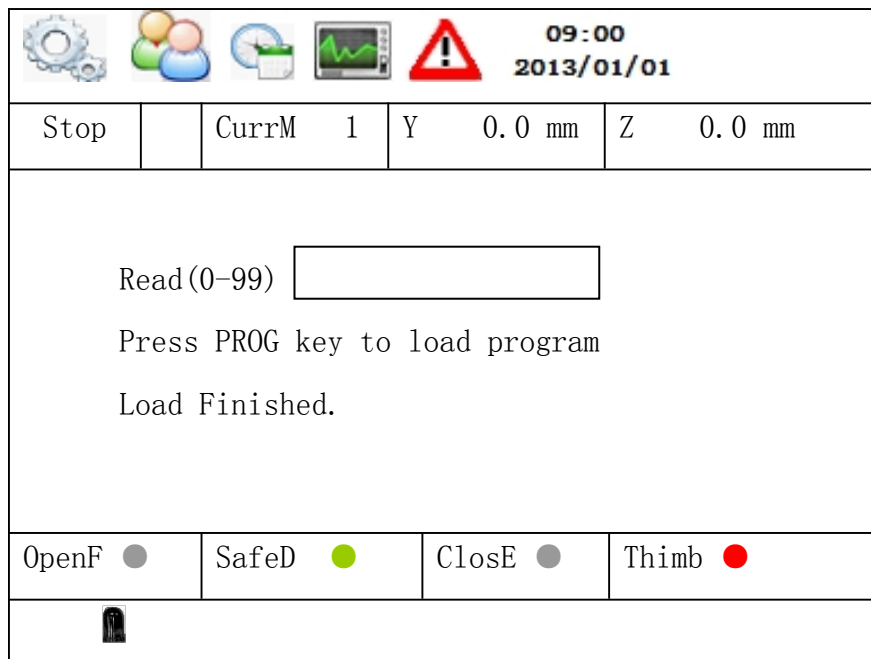 09:00
2013/01/01
Stop CurrM 1 Y 0.0 mm Z 0.0 mm
Read(0-99)
Press PROG key to load program
Load Finished.
OpenF SafeD ClosE Thimb